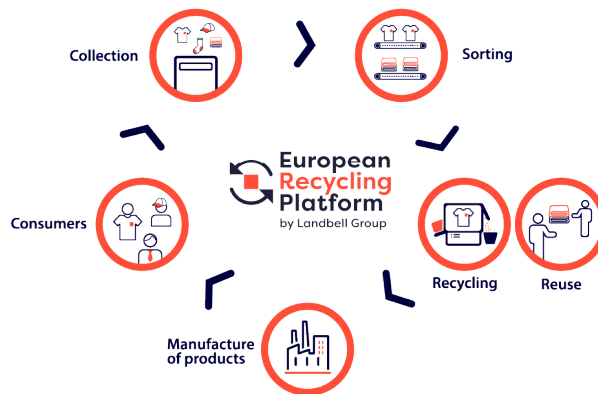 Collection
Sorting
European
Recycling
Platform
by Landbell Group
Consumers
Recycling
Reuse
Manufacture
of products